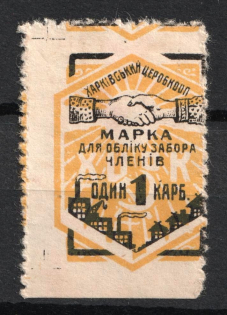 ХАРКІВСЬКИЙ ЦЕРОБКООП
МАРКА
ДЛЯ ОБЛІКУ ЗАБОРА
ЧЛЕНІВ
ОДИН 1 КАРБ.